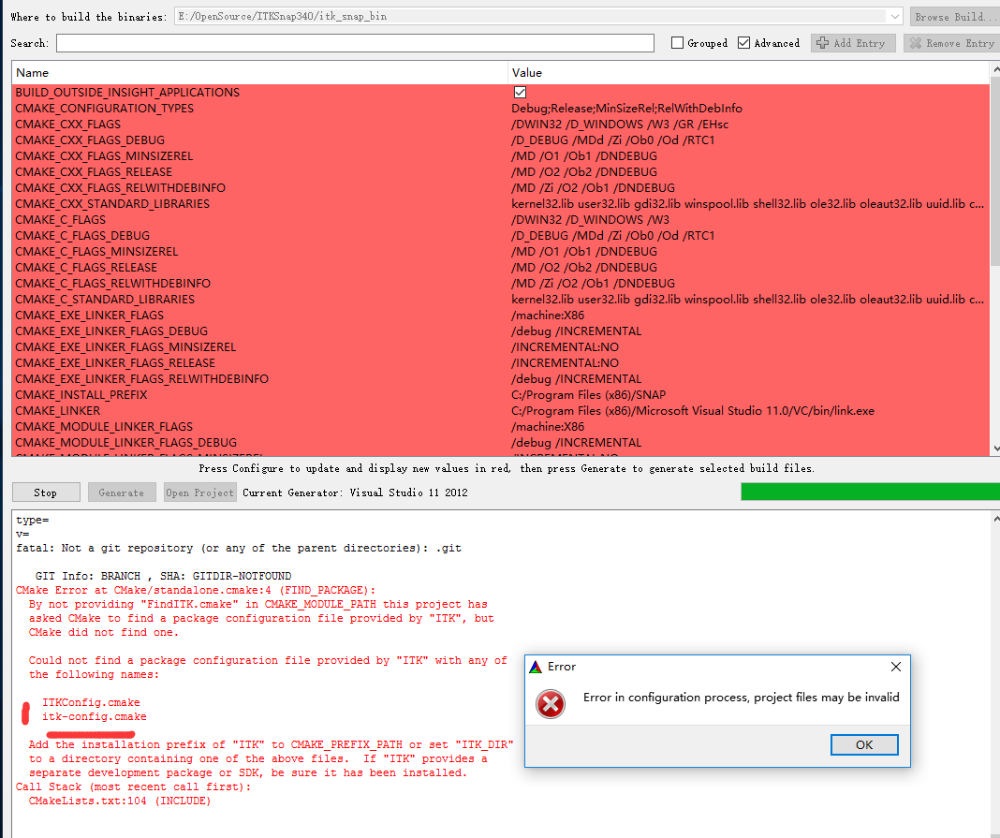 Where to build the binaries: E:/OpenSource/ITKSnap340/itk_snap_bin Browse Build...
Search: Grouped Advanced Add Entry Remove Entry
Name Value
BUILD_OUTSIDE_INSIGHT_APPLICATIONS
CMAKE_CONFIGURATION_TYPES Debug;Release;MinSizeRel;RelWithDebInfo
CMAKE_CXX_FLAGS /DWIN32 /D_WINDOWS /W3 /GR /EHsc
CMAKE_CXX_FLAGS_DEBUG /D_DEBUG /MDd /Zi /Ob0 /Od /RTC1
CMAKE_CXX_FLAGS_MINSIZEREL /MD /O1 /Ob1 /DNDEBUG
CMAKE_CXX_FLAGS_RELEASE /MD /O2 /Ob2 /DNDEBUG
CMAKE_CXX_FLAGS_RELWITHDEBINFO /MD /Zi /O2 /Ob1 /DNDEBUG
CMAKE_CXX_STANDARD_LIBRARIES kernel32.lib user32.lib gdi32.lib winspool.lib shell32.lib ole32.lib oleaut32.lib uuid.lib c...
CMAKE_C_FLAGS /DWIN32 /D_WINDOWS /W3
CMAKE_C_FLAGS_DEBUG /D_DEBUG /MDd /Zi /Ob0 /Od /RTC1
CMAKE_C_FLAGS_MINSIZEREL /MD /O1 /Ob1 /DNDEBUG
CMAKE_C_FLAGS_RELEASE /MD /O2 /Ob2 /DNDEBUG
CMAKE_C_FLAGS_RELWITHDEBINFO /MD /Zi /O2 /Ob1 /DNDEBUG
CMAKE_C_STANDARD_LIBRARIES kernel32.lib user32.lib gdi32.lib winspool.lib shell32.lib ole32.lib oleaut32.lib uuid.lib c...
CMAKE_EXE_LINKER_FLAGS /machine:X86
CMAKE_EXE_LINKER_FLAGS_DEBUG /debug /INCREMENTAL
CMAKE_EXE_LINKER_FLAGS_MINSIZEREL /INCREMENTAL:NO
CMAKE_EXE_LINKER_FLAGS_RELEASE /INCREMENTAL:NO
CMAKE_EXE_LINKER_FLAGS_RELWITHDEBINFO /debug /INCREMENTAL
CMAKE_INSTALL_PREFIX C:/Program Files (x86)/SNAP
CMAKE_LINKER C:/Program Files (x86)/Microsoft Visual Studio 11.0/VC/bin/link.exe
CMAKE_MODULE_LINKER_FLAGS /machine:X86
CMAKE_MODULE_LINKER_FLAGS_DEBUG /debug /INCREMENTAL
CMAKE_MODULE_LINKER_FLAGS_MINSIZEREL /INCREMENTAL:NO
Press Configure to update and display new values in red, then press Generate to generate selected build files.
Stop Generate Open Project Current Generator: Visual Studio 11 2012
type=
v=
fatal: Not a git repository (or any of the parent directories): .git
GIT Info: BRANCH , SHA: GITDIR-NOTFOUND
CMake Error at CMake/standalone.cmake:4 (FIND_PACKAGE):
By not providing "FindITK.cmake" in CMAKE_MODULE_PATH this project has
asked CMake to find a package configuration file provided by "ITK", but
CMake did not find one.
Could not find a package configuration file provided by "ITK" with any of
the following names:
ITKConfig.cmake
itk-config.cmake
Add the installation prefix of "ITK" to CMAKE_PREFIX_PATH or set "ITK_DIR"
to a directory containing one of the above files. If "ITK" provides a
separate development package or SDK, be sure it has been installed.
Call Stack (most recent call first):
CMakeLists.txt:104 (INCLUDE)
Error
Error in configuration process, project files may be invalid
OK